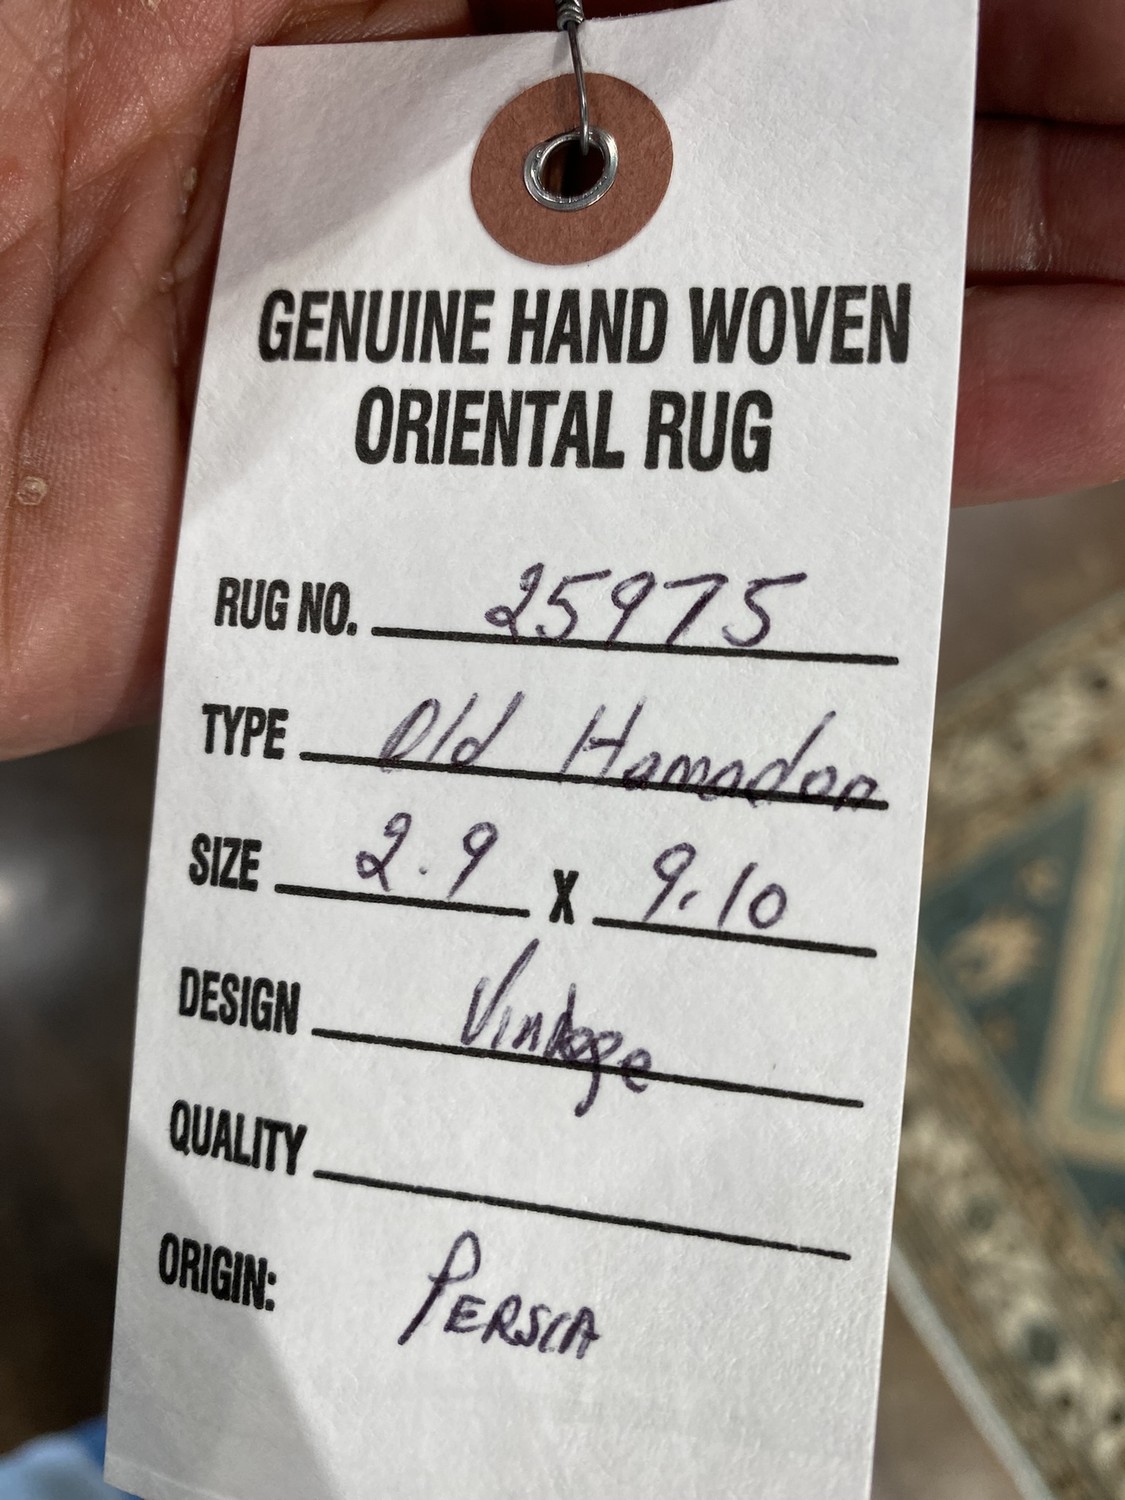 GENUINE HAND WOVEN
ORIENTAL RUG
RUG NO. 25975
TYPE Old Hamadan
SIZE 2.9 X 9.10
DESIGN Vintage
QUALITY
ORIGIN: PERSIA